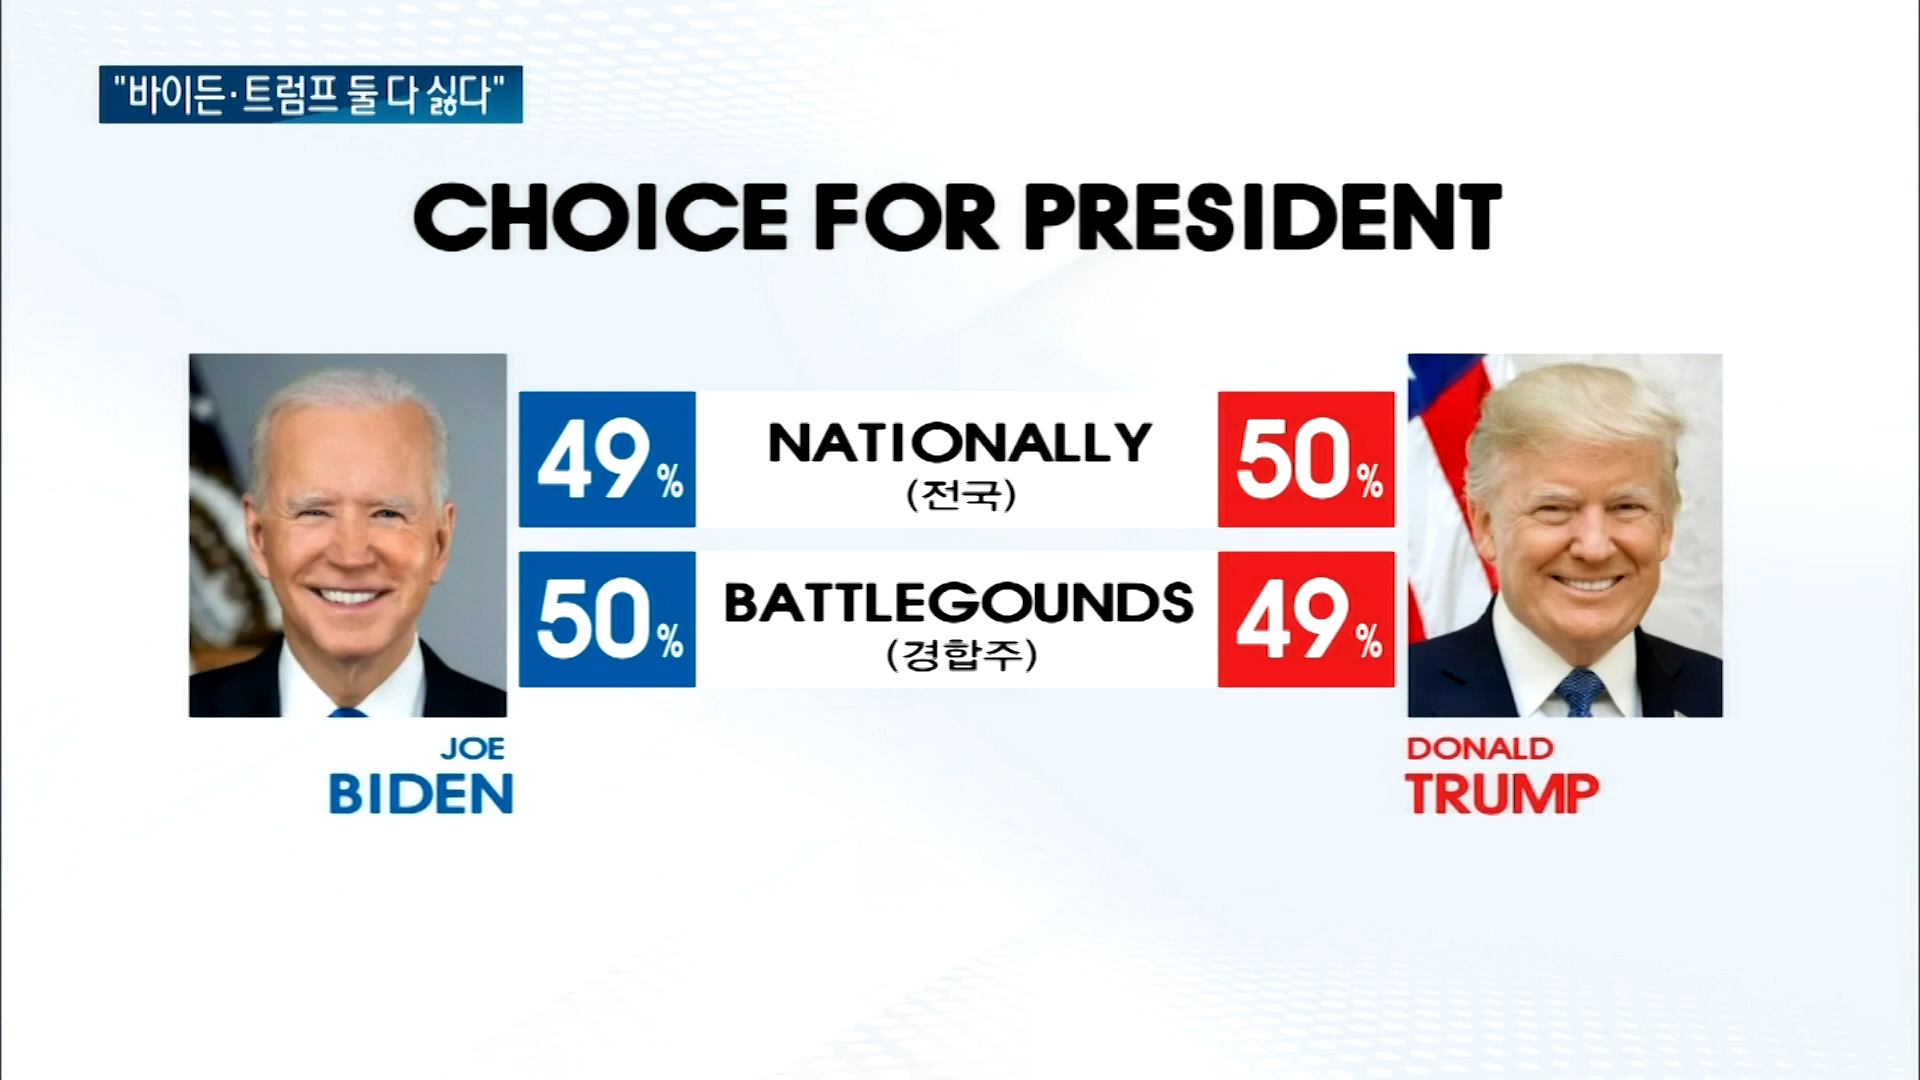 "바이든·트럼프 둘 다 싫다"
CHOICE FOR PRESIDENT
49% NATIONALLY 50%
(전국)
50% BATTLEGOUNDS 49%
(경합주)
JOE
BIDEN
DONALD
TRUMP